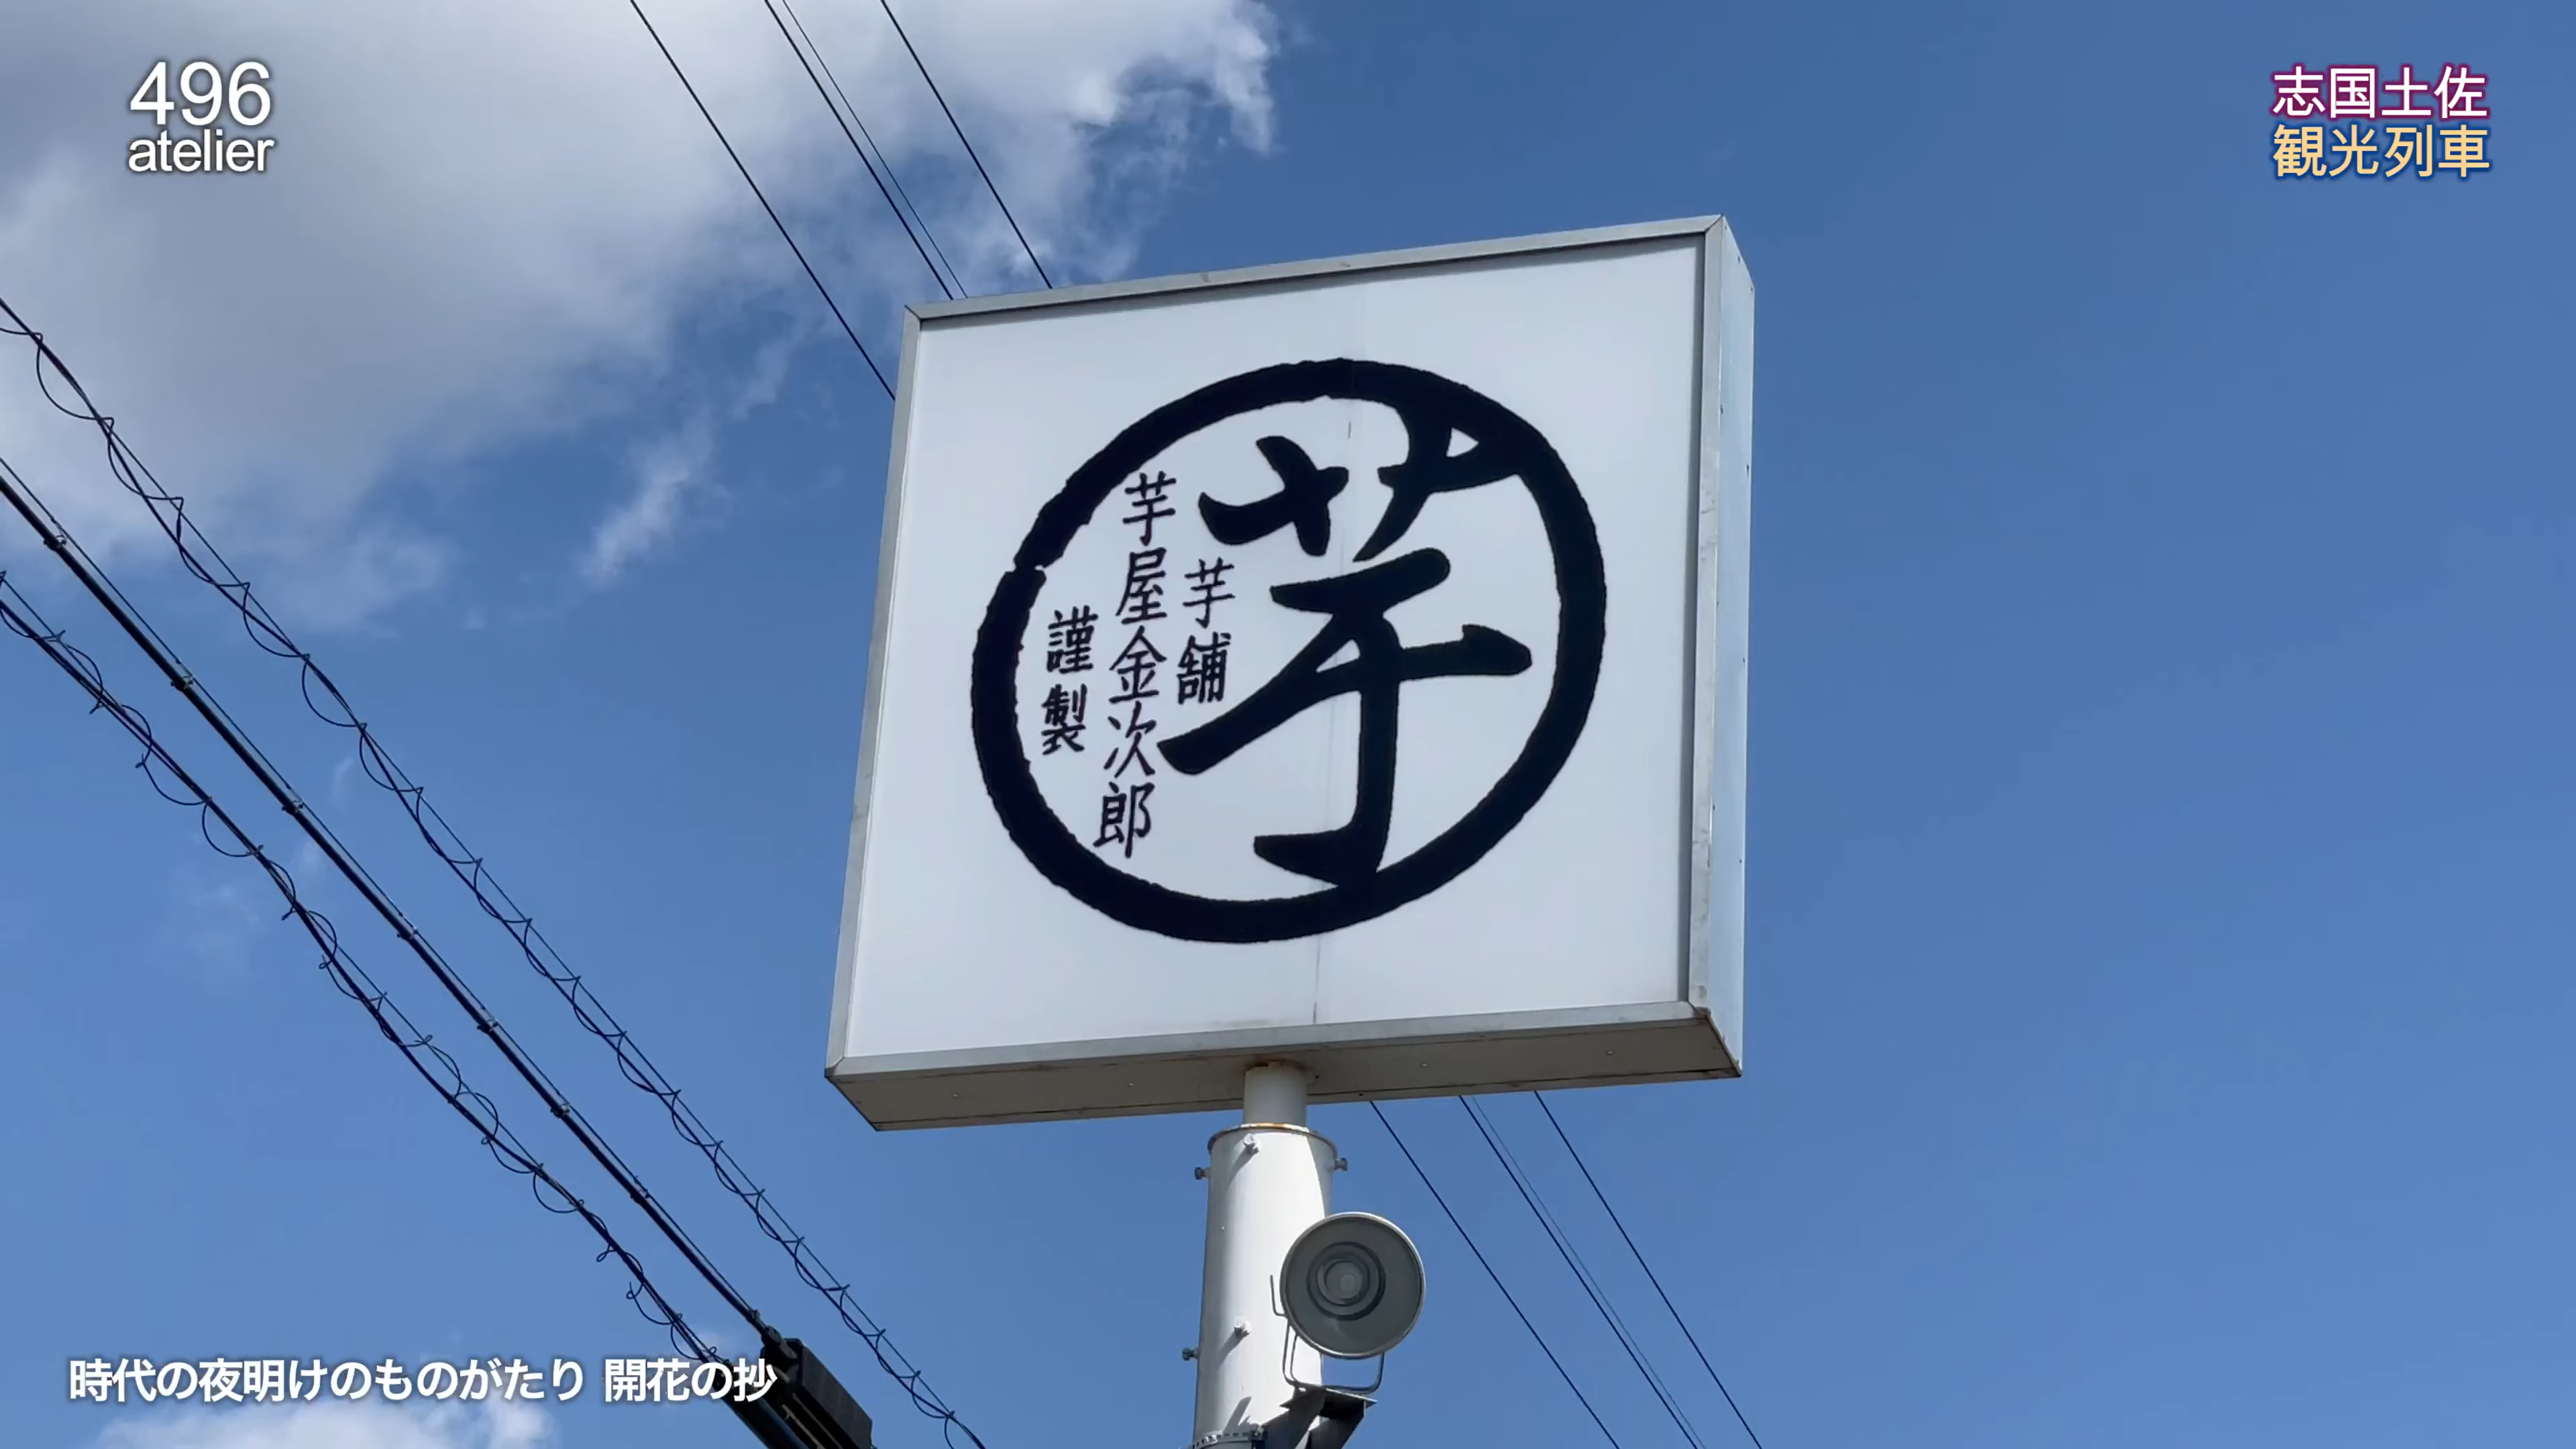 496
atelier
志国土佐
観光列車
芋
芋舗
芋屋金次郎
謹製
時代の夜明けのものがたり 開花の抄